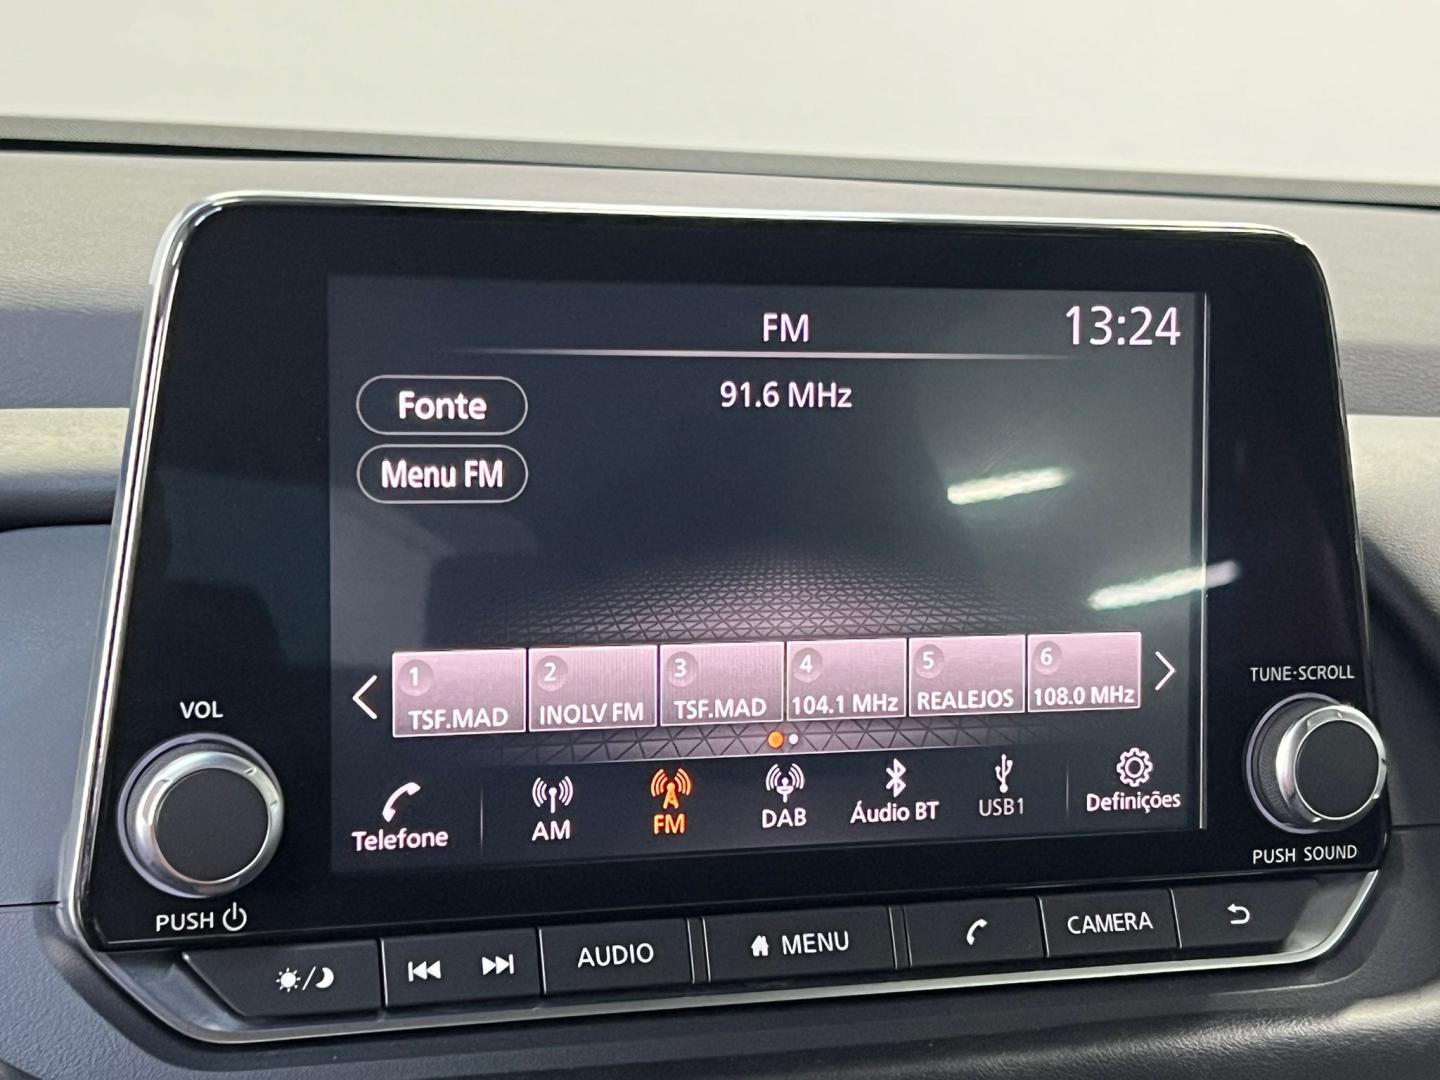 FM
13:24
Fonte
91.6 MHz
Menu FM
1
TSF.MAD
2
INOLV FM
3
TSF.MAD
4
104.1 MHz
5
REALEJOS
6
108.0 MHz
Telefone
AM
FM
DAB
Áudio BT
USB1
Definições
VOL
PUSH
TUNE·SCROLL
PUSH SOUND
AUDIO
MENU
CAMERA